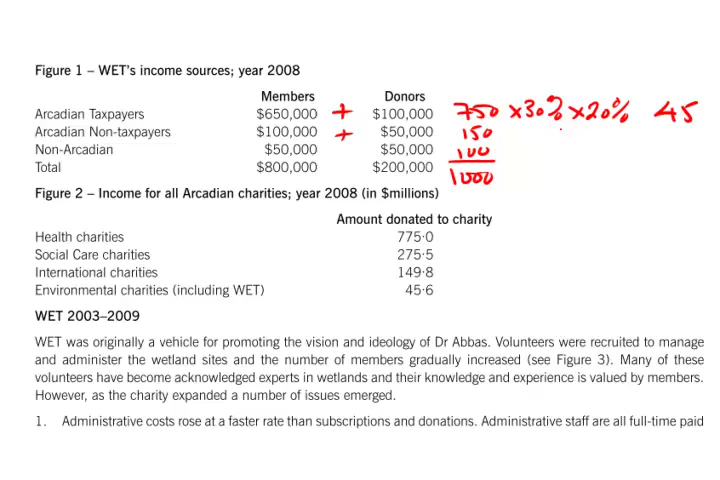 Figure 1 – WET's income sources; year 2008
Members Donors
Arcadian Taxpayers $650,000 + $100,000 750 x30% x20% 45
Arcadian Non-taxpayers $100,000 + $50,000 150
Non-Arcadian $50,000 $50,000 100
Total $800,000 $200,000 1000
Figure 2 – Income for all Arcadian charities; year 2008 (in $millions)
Amount donated to charity
Health charities 775·0
Social Care charities 275·5
International charities 149·8
Environmental charities (including WET) 45·6
WET 2003–2009
WET was originally a vehicle for promoting the vision and ideology of Dr Abbas. Volunteers were recruited to manage
and administer the wetland sites and the number of members gradually increased (see Figure 3). Many of these
volunteers have become acknowledged experts in wetlands and their knowledge and experience is valued by members.
However, as the charity expanded a number of issues emerged.
1. Administrative costs rose at a faster rate than subscriptions and donations. Administrative staff are all full-time paid